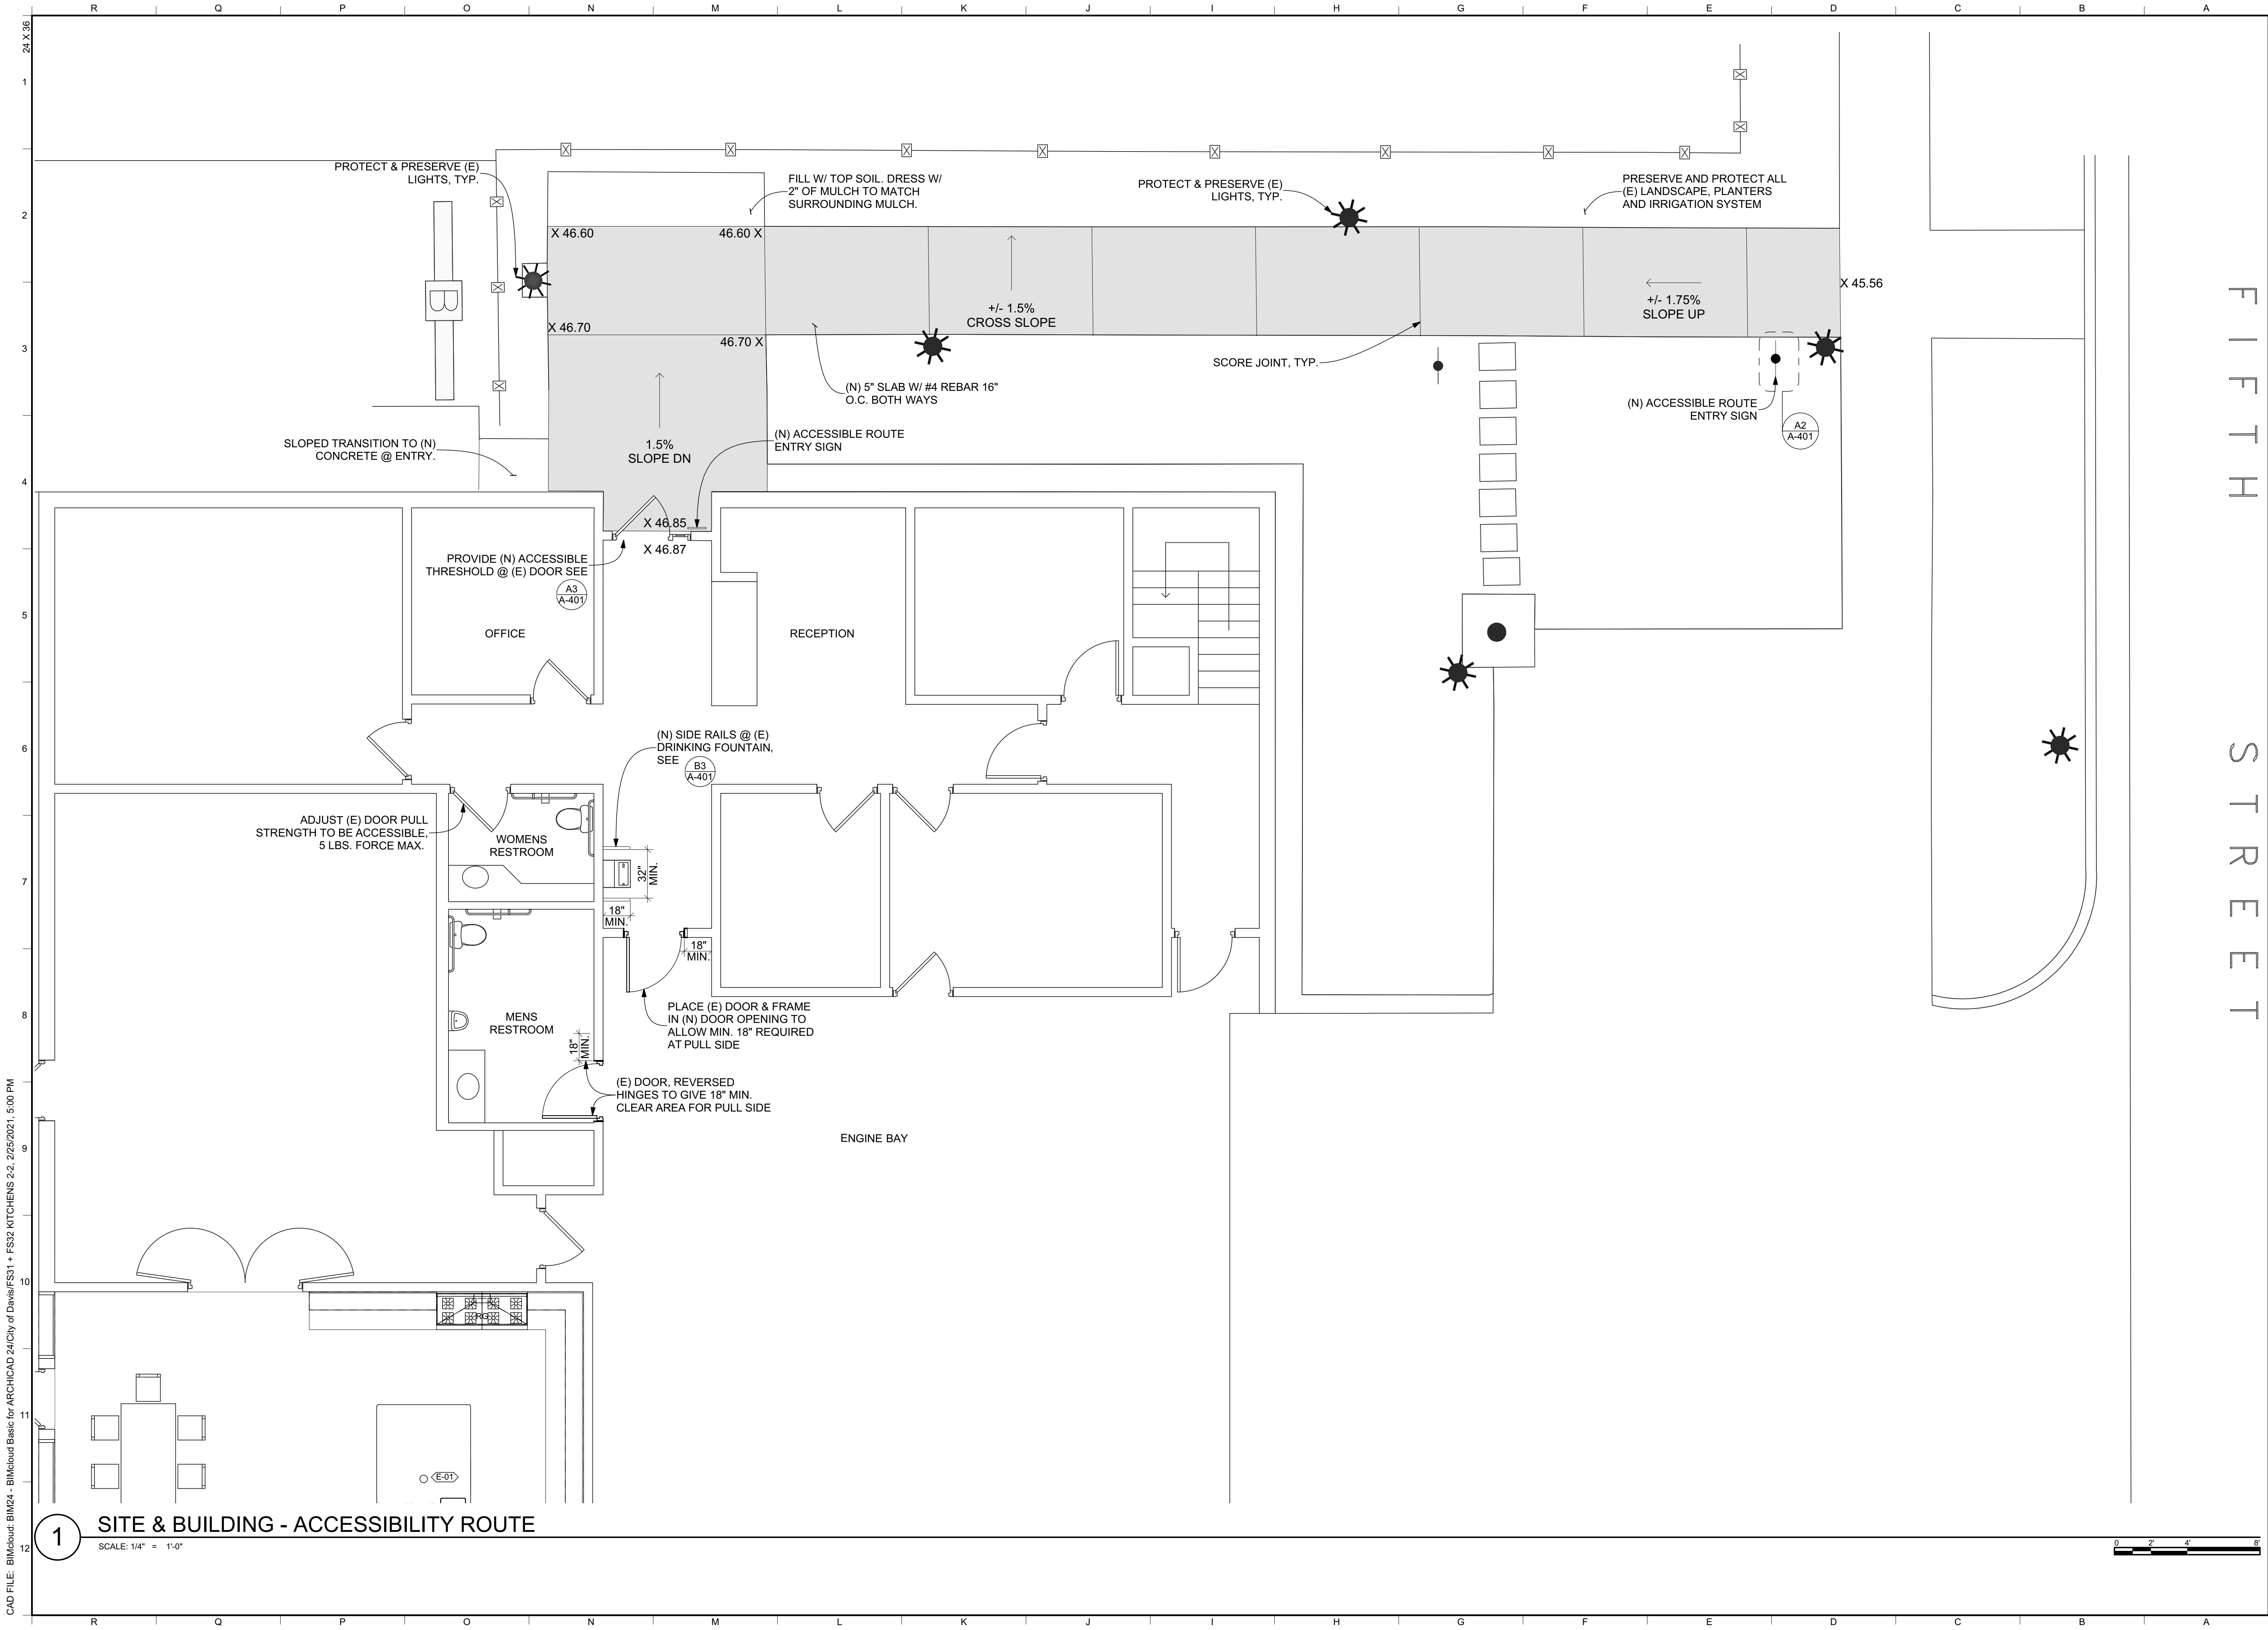 R Q P O N M L K J I H G F E D C B A
24 X 36
1
2
3
4
5
6
7
8
9
10
11
12
PROTECT & PRESERVE (E)
LIGHTS, TYP.
FILL W/ TOP SOIL. DRESS W/
2" OF MULCH TO MATCH
SURROUNDING MULCH.
PROTECT & PRESERVE (E)
LIGHTS, TYP.
PRESERVE AND PROTECT ALL
(E) LANDSCAPE, PLANTERS
AND IRRIGATION SYSTEM
X 46.60
46.60 X
X 45.56
+/- 1.5%
CROSS SLOPE
+/- 1.75%
SLOPE UP
X 46.70
46.70 X
SCORE JOINT, TYP.
(N) 5" SLAB W/ #4 REBAR 16"
O.C. BOTH WAYS
(N) ACCESSIBLE ROUTE
ENTRY SIGN
A2
A-401
SLOPED TRANSITION TO (N)
CONCRETE @ ENTRY.
1.5%
SLOPE DN
(N) ACCESSIBLE ROUTE
ENTRY SIGN
X 46.85
X 46.87
PROVIDE (N) ACCESSIBLE
THRESHOLD @ (E) DOOR SEE
A3
A-401
OFFICE
RECEPTION
(N) SIDE RAILS @ (E)
DRINKING FOUNTAIN,
SEE
B3
A-401
ADJUST (E) DOOR PULL
STRENGTH TO BE ACCESSIBLE,
5 LBS. FORCE MAX.
WOMENS
RESTROOM
32"
MIN.
18"
MIN.
18"
MIN.
PLACE (E) DOOR & FRAME
IN (N) DOOR OPENING TO
ALLOW MIN. 18" REQUIRED
AT PULL SIDE
MENS
RESTROOM
18"
MIN.
(E) DOOR, REVERSED
HINGES TO GIVE 18" MIN.
CLEAR AREA FOR PULL SIDE
ENGINE BAY
RG
E-01
FIFTH STREET
1
SITE & BUILDING - ACCESSIBILITY ROUTE
SCALE: 1/4" = 1'-0"
0 2' 4' 8'
CAD FILE: BIMcloud: BIM24 - BIMcloud Basic for ARCHICAD 24/City of Davis/FS31 + FS32 KITCHENS 2-2, 2/25/2021, 5:00 PM
R Q P O N M L K J I H G F E D C B A